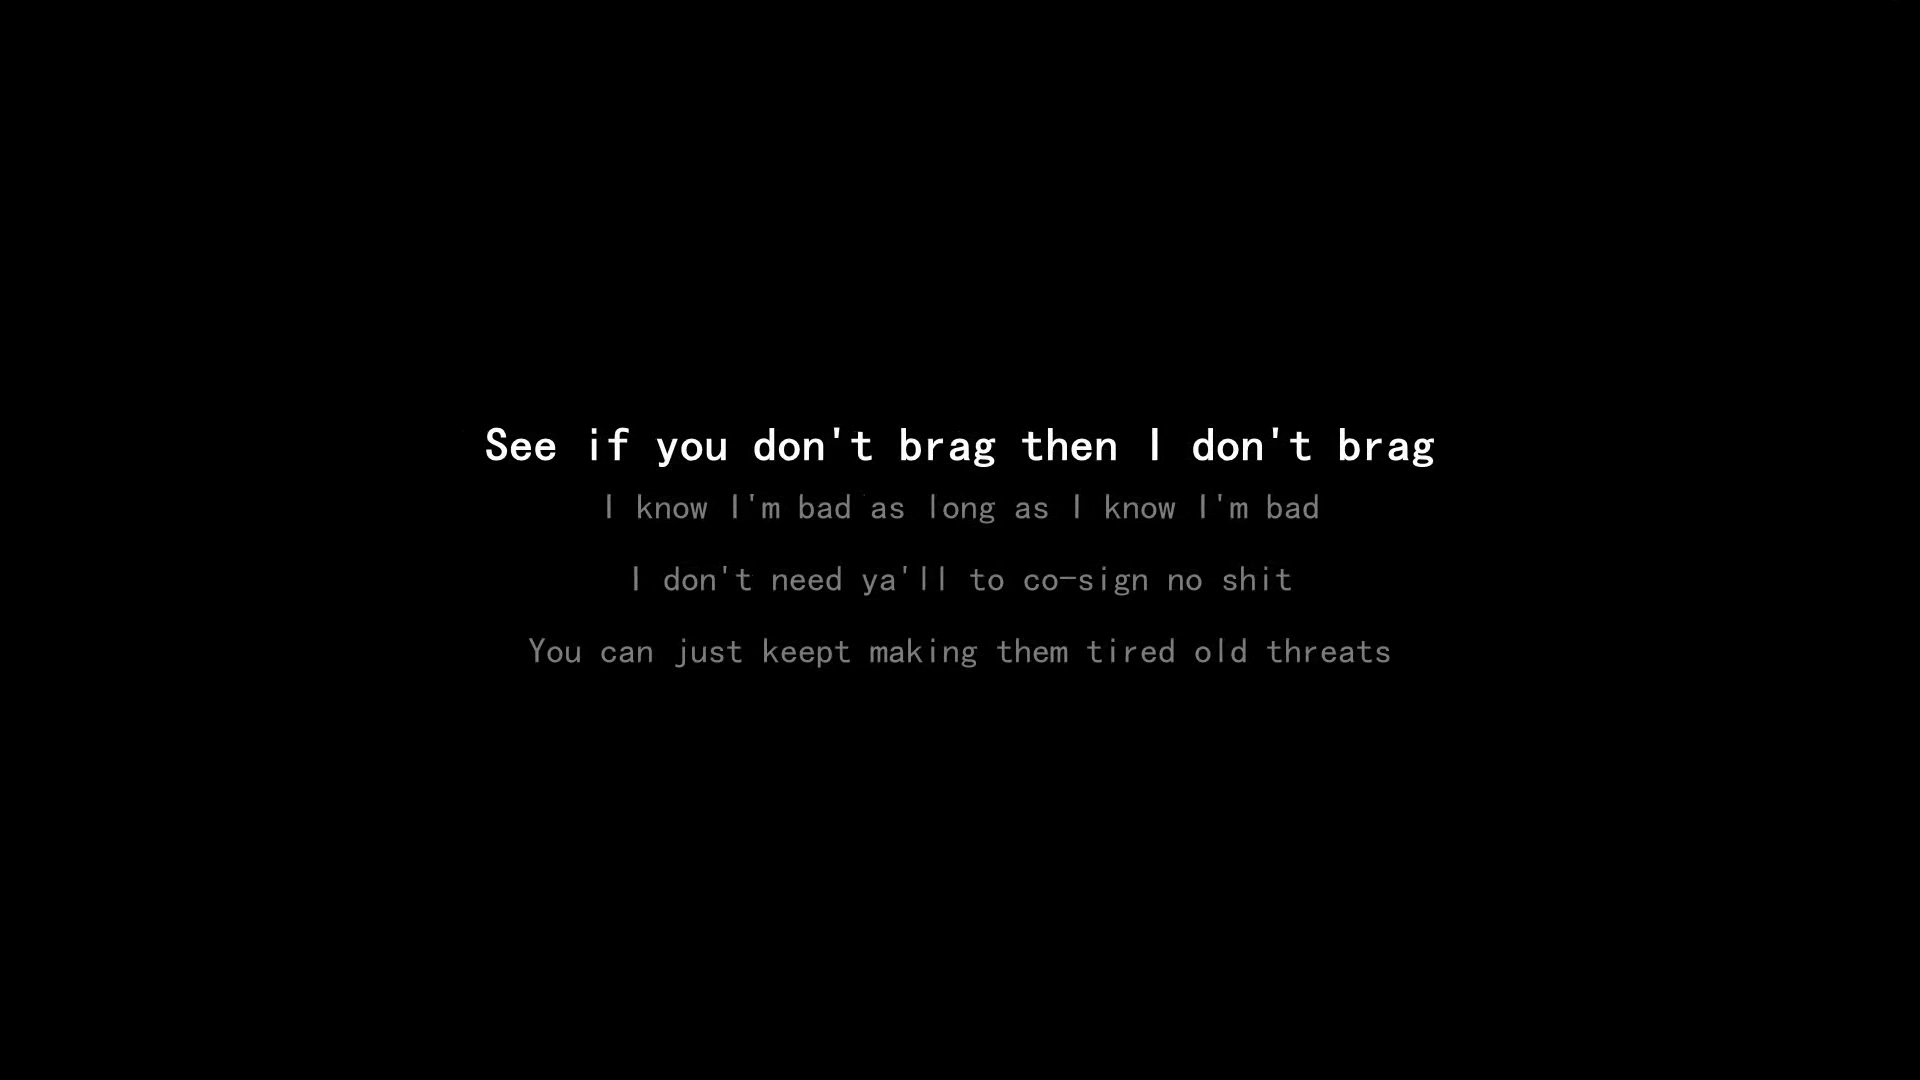 See if you don't brag then I don't brag
I know I'm bad as long as I know I'm bad
I don't need ya'll to co-sign no shit
You can just keept making them tired old threats